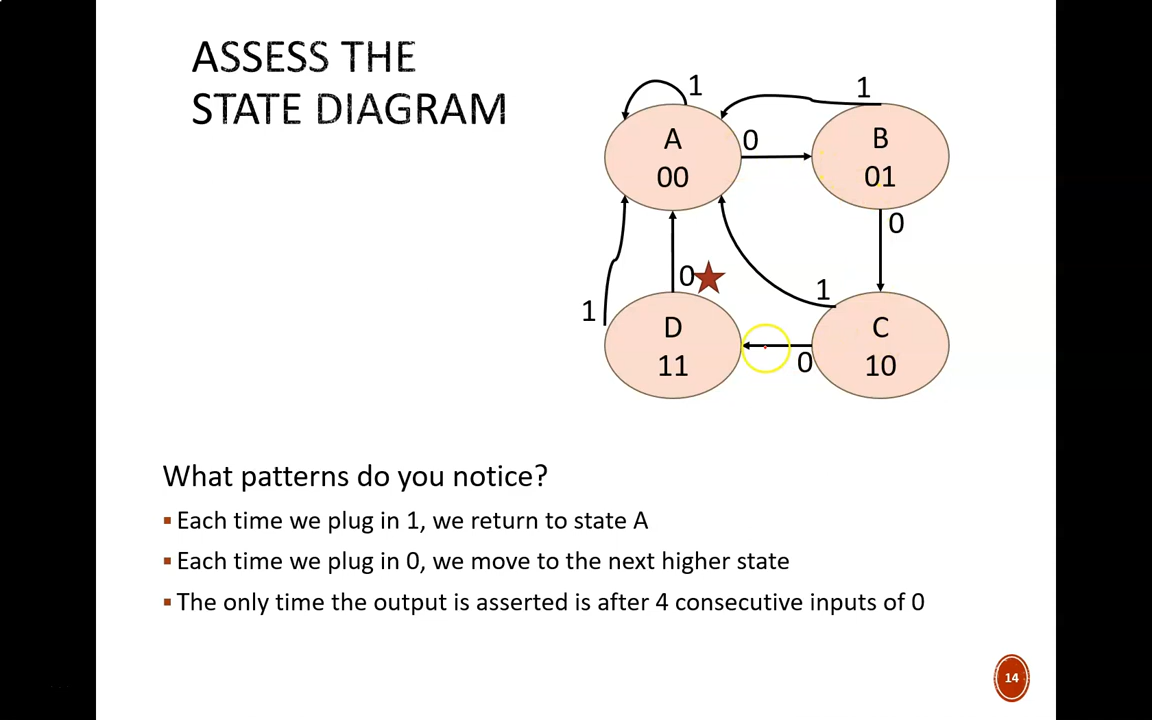 ASSESS THE
STATE DIAGRAM
1
1
A
00
0
B
01
0
0
1
1
D
11
0
C
10
What patterns do you notice?
Each time we plug in 1, we return to state A
Each time we plug in 0, we move to the next higher state
The only time the output is asserted is after 4 consecutive inputs of 0
14